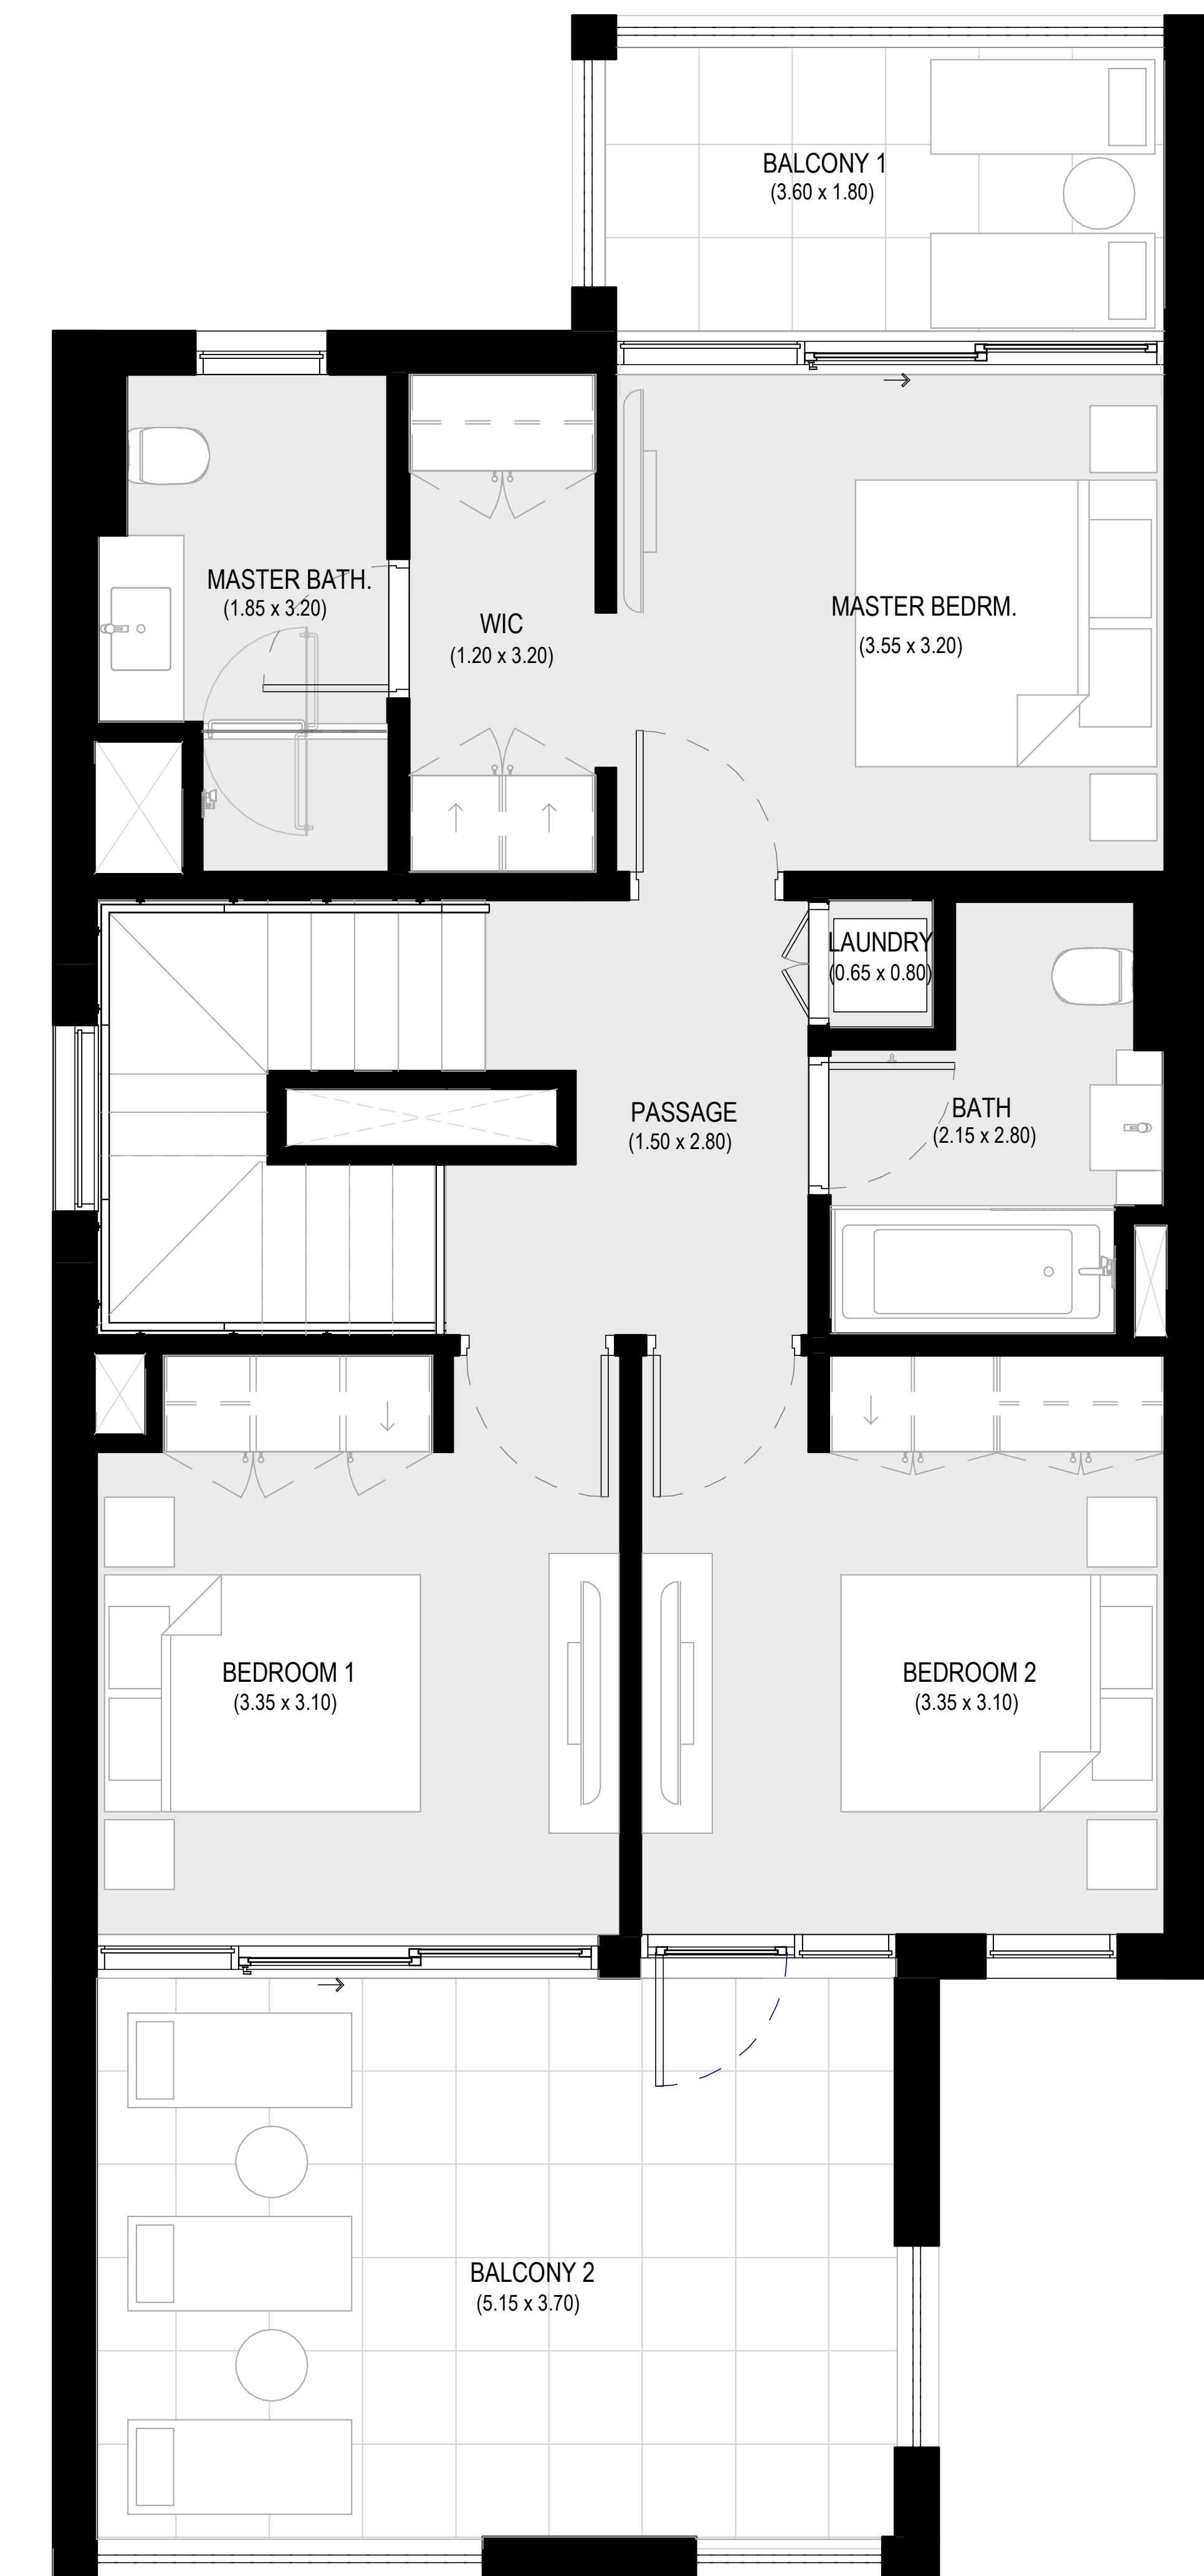 BALCONY 1
(3.60 x 1.80)
MASTER BATH.
(1.85 x 3.20)
WIC
(1.20 x 3.20)
MASTER BEDRM.
(3.55 x 3.20)
LAUNDRY
(0.65 x 0.80)
PASSAGE
(1.50 x 2.80)
BATH
(2.15 x 2.80)
BEDROOM 1
(3.35 x 3.10)
BEDROOM 2
(3.35 x 3.10)
BALCONY 2
(5.15 x 3.70)